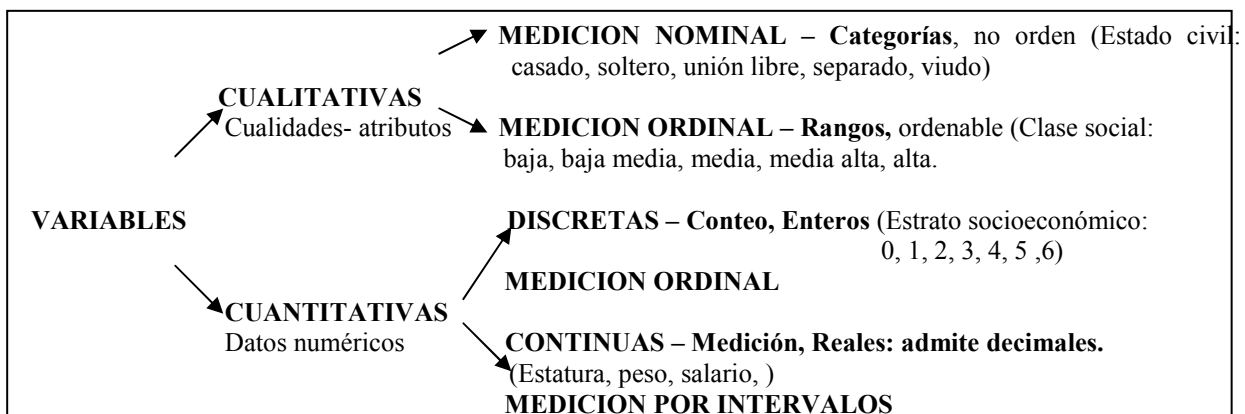 MEDICION NOMINAL – Categorías, no orden (Estado civil:
casado, soltero, unión libre, separado, viudo)
CUALITATIVAS
Cualidades- atributos
MEDICION ORDINAL – Rangos, ordenable (Clase social:
baja, baja media, media, media alta, alta.
VARIABLES
DISCRETAS – Conteo, Enteros (Estrato socioeconómico:
0, 1, 2, 3, 4, 5 ,6)
MEDICION ORDINAL
CUANTITATIVAS
Datos numéricos
CONTINUAS – Medición, Reales: admite decimales.
(Estatura, peso, salario, )
MEDICION POR INTERVALOS